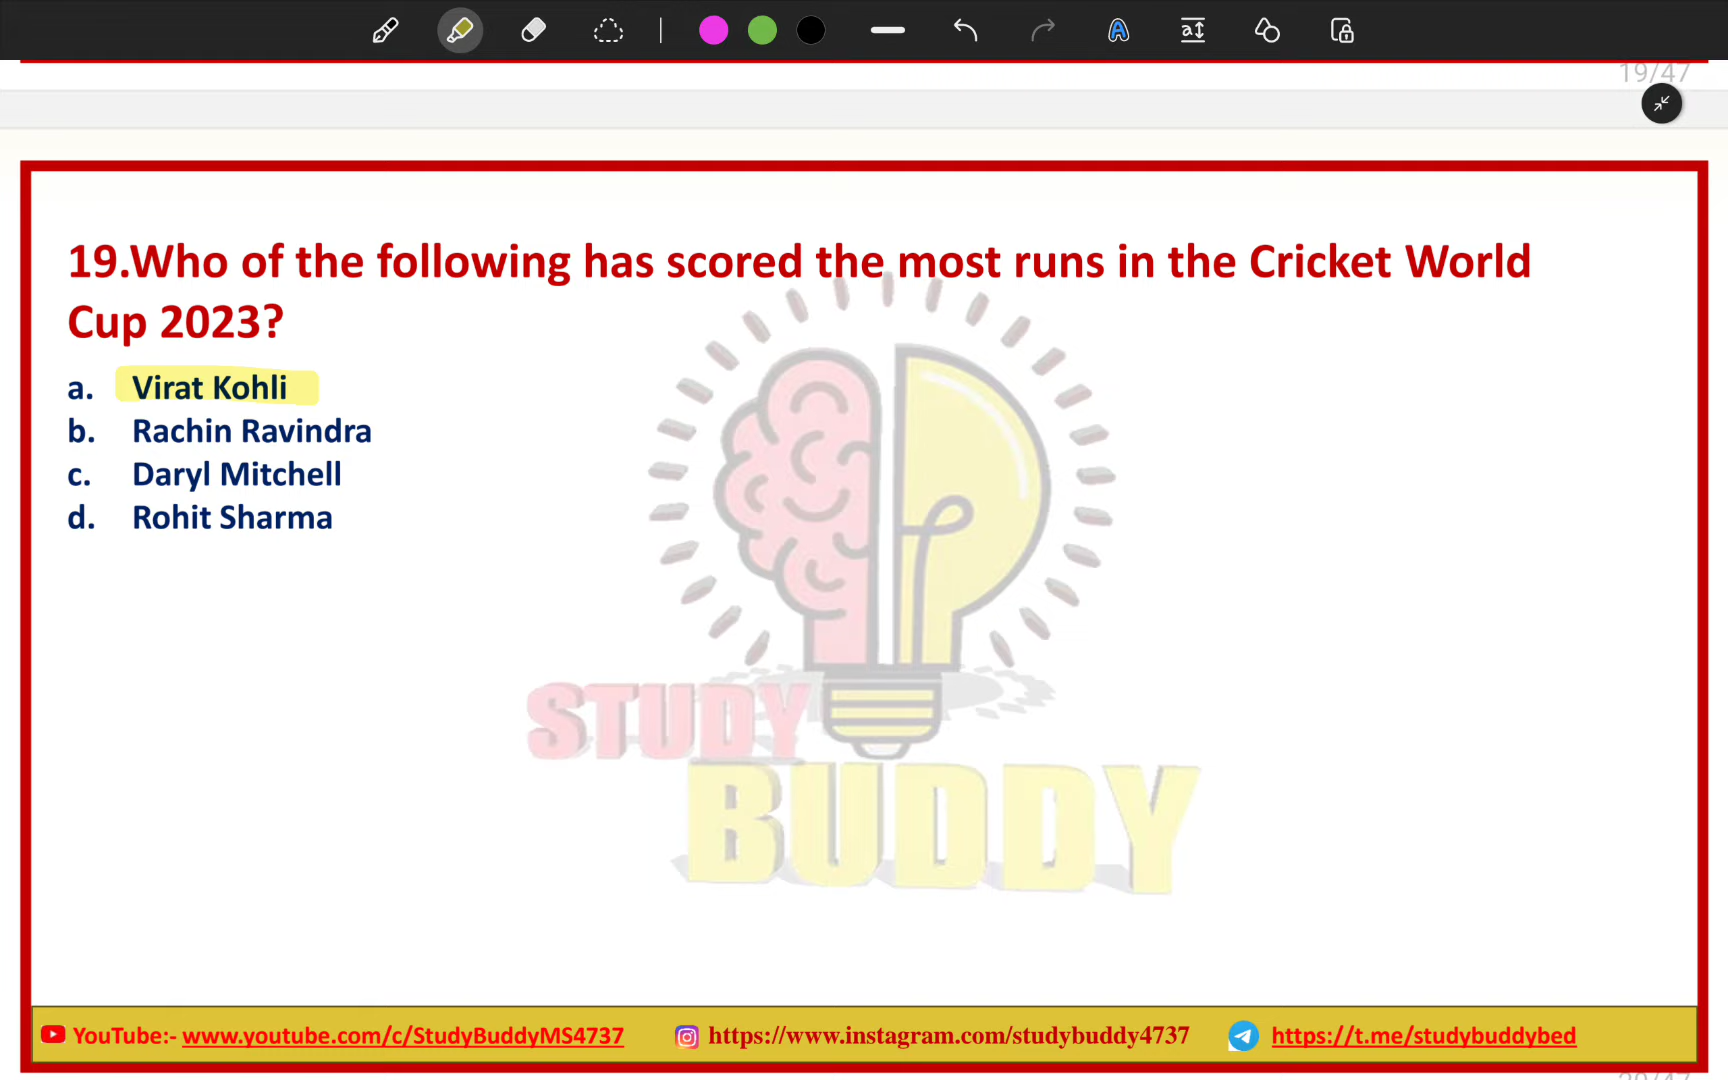 19/47
19.Who of the following has scored the most runs in the Cricket World
Cup 2023?
a. Virat Kohli
b. Rachin Ravindra
c. Daryl Mitchell
d. Rohit Sharma
STUDY
BUDDY
YouTube:- www.youtube.com/c/StudyBuddyMS4737 https://www.instagram.com/studybuddy4737 https://t.me/studybuddybed